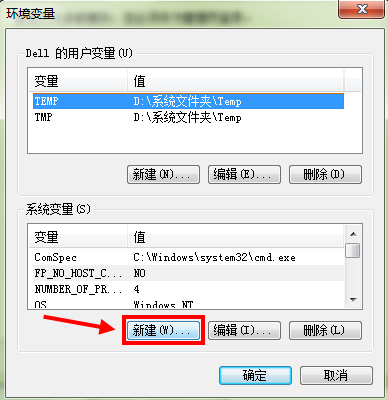 环境变量
Dell 的用户变量(U)
变量 值
TEMP D:\系统文件夹\Temp
TMP D:\系统文件夹\Temp
新建(N)... 编辑(E)... 删除(D)
系统变量(S)
变量 值
ComSpec C:\Windows\system32\cmd.exe
FP_NO_HOST_C... NO
NUMBER_OF_PR... 4
OS Windows_NT
新建(W)... 编辑(I)... 删除(L)
确定 取消